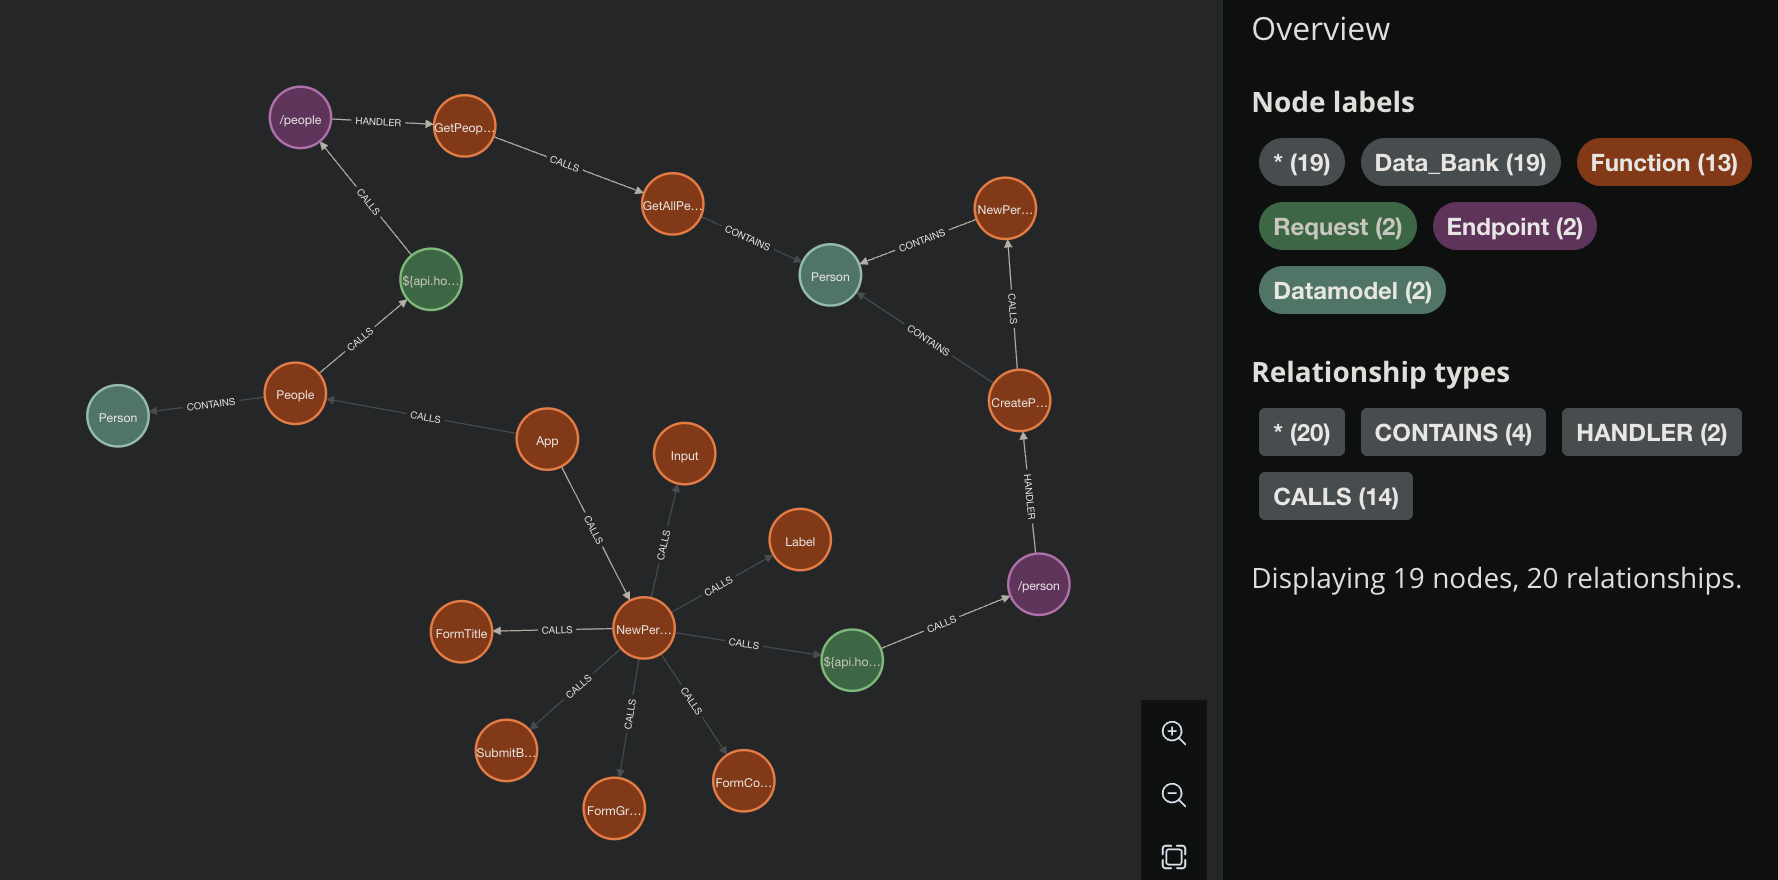 Overview
Node labels
* (19) Data_Bank (19) Function (13)
Request (2) Endpoint (2)
Datamodel (2)
Relationship types
* (20) CONTAINS (4) HANDLER (2)
CALLS (14)
Displaying 19 nodes, 20 relationships.
/people
HANDLER
GetPeop...
CALLS
GetAllPe...
CONTAINS
Person
CONTAINS
NewPer...
CALLS
CONTAINS
CreateP...
HANDLER
/person
CALLS
${api.ho...
CALLS
CALLS
${api.ho...
CALLS
People
CONTAINS
Person
CALLS
App
CALLS
Input
CALLS
Label
CALLS
NewPer...
CALLS
FormTitle
CALLS
SubmitB...
CALLS
FormGr...
CALLS
FormCo...